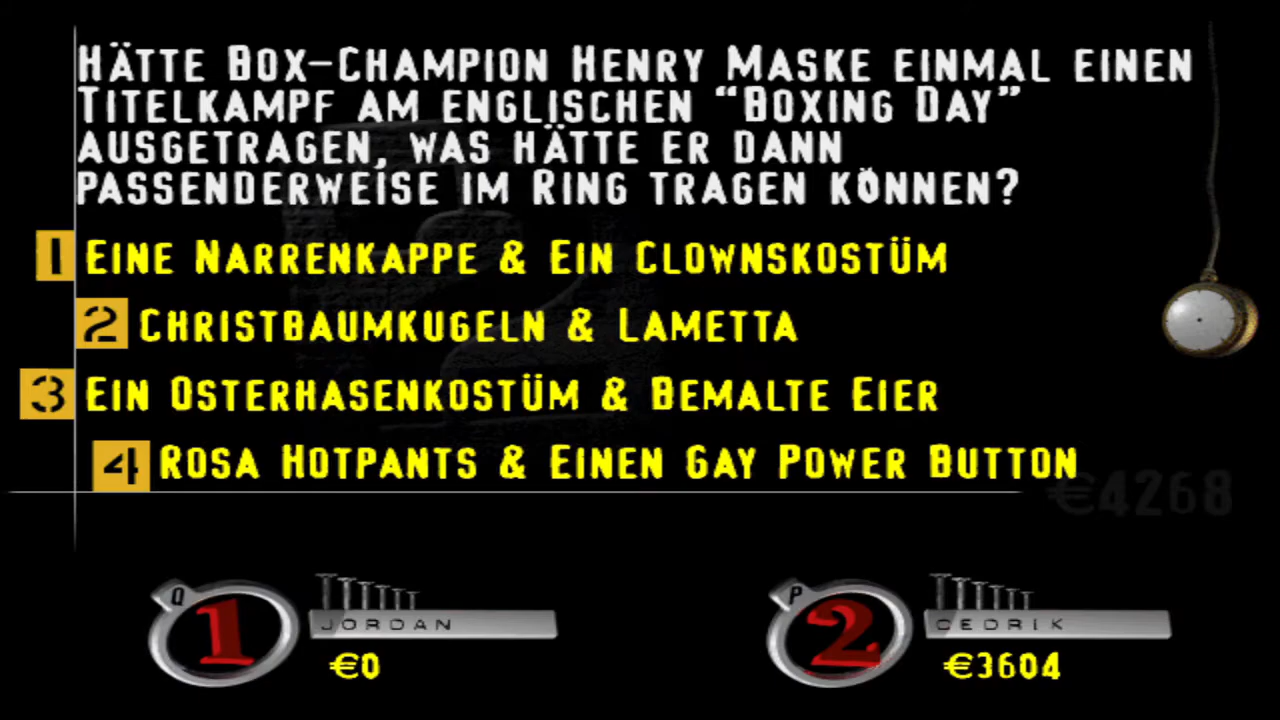 Hätte Box-Champion Henry Maske einmal einen
Titelkampf am englischen “Boxing Day”
ausgetragen, was hätte er dann
passenderweise im Ring tragen können?
1 Eine Narrenkappe & Ein Clownskostüm
2 Christbaumkugeln & Lametta
3 Ein Osterhasenkostüm & Bemalte Eier
4 Rosa Hotpants & Einen Gay Power Button
€4268
Q
1
JORDAN
€0
P
2
CEDRIK
€3604